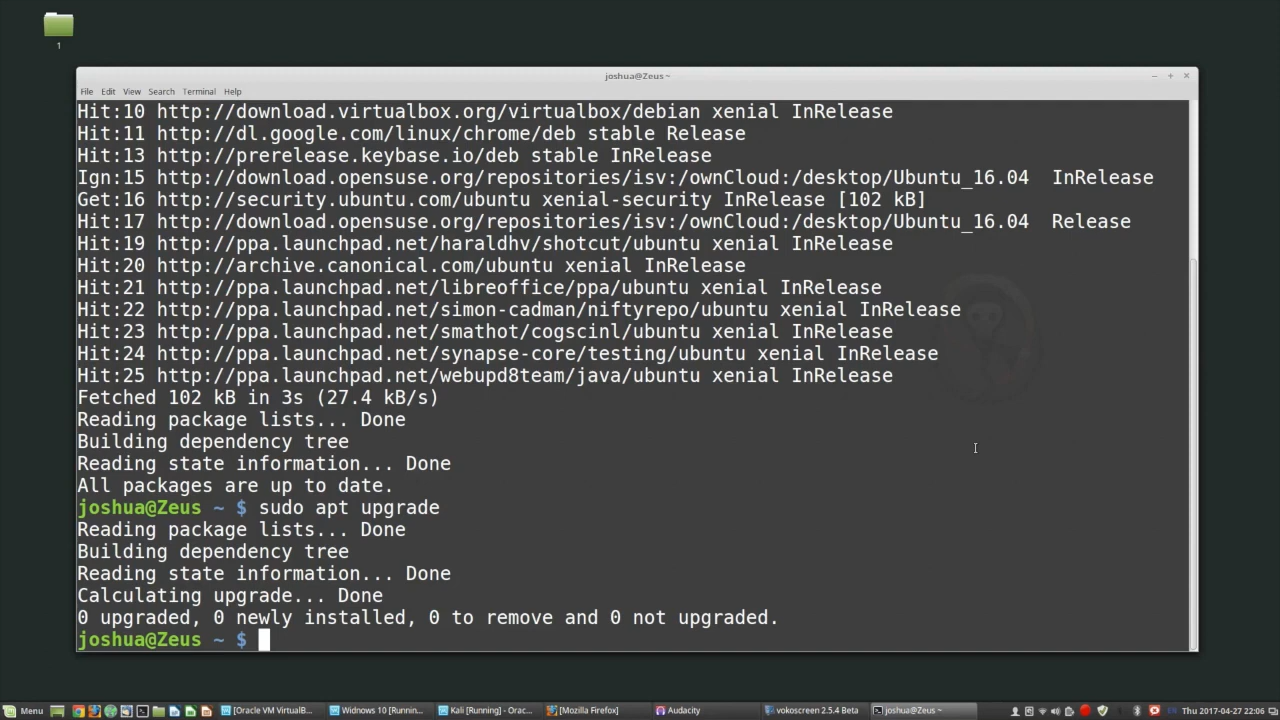 1
joshua@Zeus ~
File Edit View Search Terminal Help
Hit:10 http://download.virtualbox.org/virtualbox/debian xenial InRelease
Hit:11 http://dl.google.com/linux/chrome/deb stable Release
Hit:13 http://prerelease.keybase.io/deb stable InRelease
Ign:15 http://download.opensuse.org/repositories/isv:/ownCloud:/desktop/Ubuntu_16.04  InRelease
Get:16 http://security.ubuntu.com/ubuntu xenial-security InRelease [102 kB]
Hit:17 http://download.opensuse.org/repositories/isv:/ownCloud:/desktop/Ubuntu_16.04  Release
Hit:19 http://ppa.launchpad.net/haraldhv/shotcut/ubuntu xenial InRelease
Hit:20 http://archive.canonical.com/ubuntu xenial InRelease
Hit:21 http://ppa.launchpad.net/libreoffice/ppa/ubuntu xenial InRelease
Hit:22 http://ppa.launchpad.net/simon-cadman/niftyrepo/ubuntu xenial InRelease
Hit:23 http://ppa.launchpad.net/smathot/cogscinl/ubuntu xenial InRelease
Hit:24 http://ppa.launchpad.net/synapse-core/testing/ubuntu xenial InRelease
Hit:25 http://ppa.launchpad.net/webupd8team/java/ubuntu xenial InRelease
Fetched 102 kB in 3s (27.4 kB/s)
Reading package lists... Done
Building dependency tree
Reading state information... Done
All packages are up to date.
joshua@Zeus ~ $ sudo apt upgrade
Reading package lists... Done
Building dependency tree
Reading state information... Done
Calculating upgrade... Done
0 upgraded, 0 newly installed, 0 to remove and 0 not upgraded.
joshua@Zeus ~ $
Menu [Oracle VM VirtualB... Widnows 10 [Runnin... Kali [Running] - Orac... [Mozilla Firefox] Audacity vokoscreen 2.5.4 Beta joshua@Zeus ~ Thu 2017-04-27 22:06